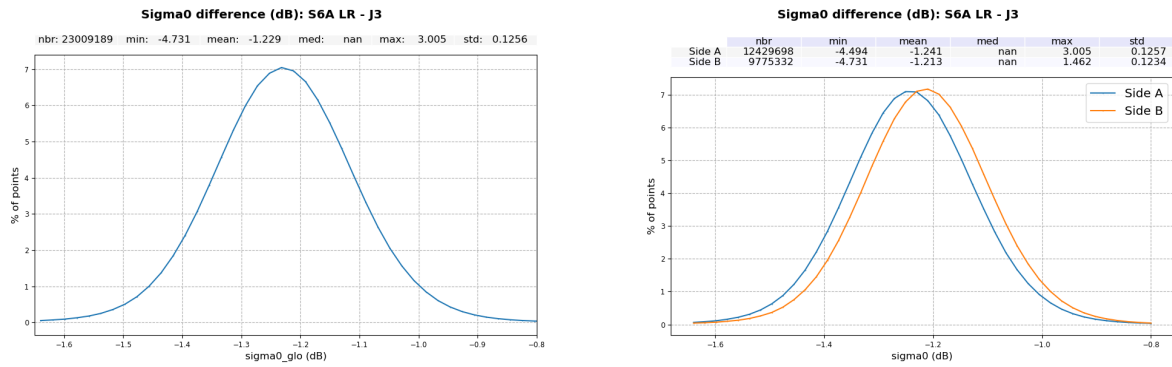 Sigma0 difference (dB): S6A LR - J3
nbr: 23009189 min: -4.731 mean: -1.229 med: nan max: 3.005 std: 0.1256
7
6
5
4
3
2
1
0
% of points
−1.6 −1.5 −1.4 −1.3 −1.2 −1.1 −1.0 −0.9 −0.8
sigma0_glo (dB)
Sigma0 difference (dB): S6A LR - J3
nbr min mean med max std
Side A 12429698 -4.494 -1.241 nan 3.005 0.1257
Side B 9775332 -4.731 -1.213 nan 1.462 0.1234
Side A
Side B
7
6
5
4
3
2
1
0
% of points
−1.6 −1.4 −1.2 −1.0 −0.8
sigma0 (dB)